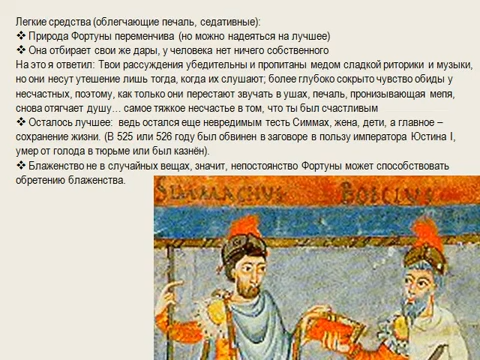 Легкие средства (облегчающие печаль, седативные):
❖ Природа Фортуны переменчива (но можно надеяться на лучшее)
❖ Она отбирает свои же дары, у человека нет ничего собственного
На это я ответил: Твои рассуждения убедительны и пропитаны медом сладкой риторики и музыки,
но они несут утешение лишь тогда, когда их слушают; более глубоко сокрыто чувство обиды у
несчастных, поэтому, как только они перестают звучать в ушах, печаль, пронизывающая меня,
снова отягчает душу… самое тяжкое несчастье в том, что ты был счастливым
❖ Осталось лучшее: ведь остался еще невредимым тесть Симмах, жена, дети, а главное –
сохранение жизни. (В 525 или 526 году был обвинен в заговоре в пользу императора Юстина I,
умер от голода в тюрьме или был казнён).
❖ Блаженство не в случайных вещах, значит, непостоянство Фортуны может способствовать
обретению блаженства.
SIMMACHUS BOECIUS